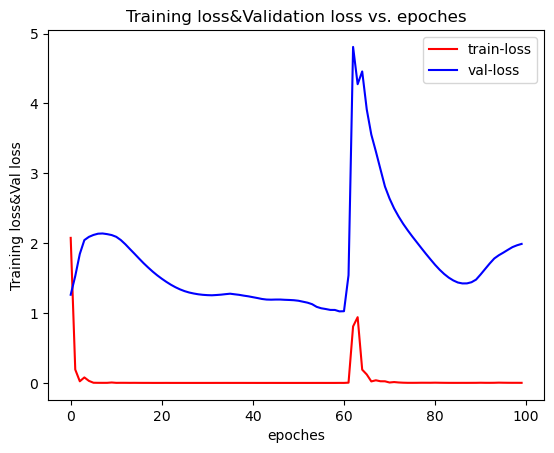 Training loss&Validation loss vs. epoches
train-loss
val-loss
Training loss&Val loss
5
4
3
2
1
0
0
20
40
60
80
100
epoches